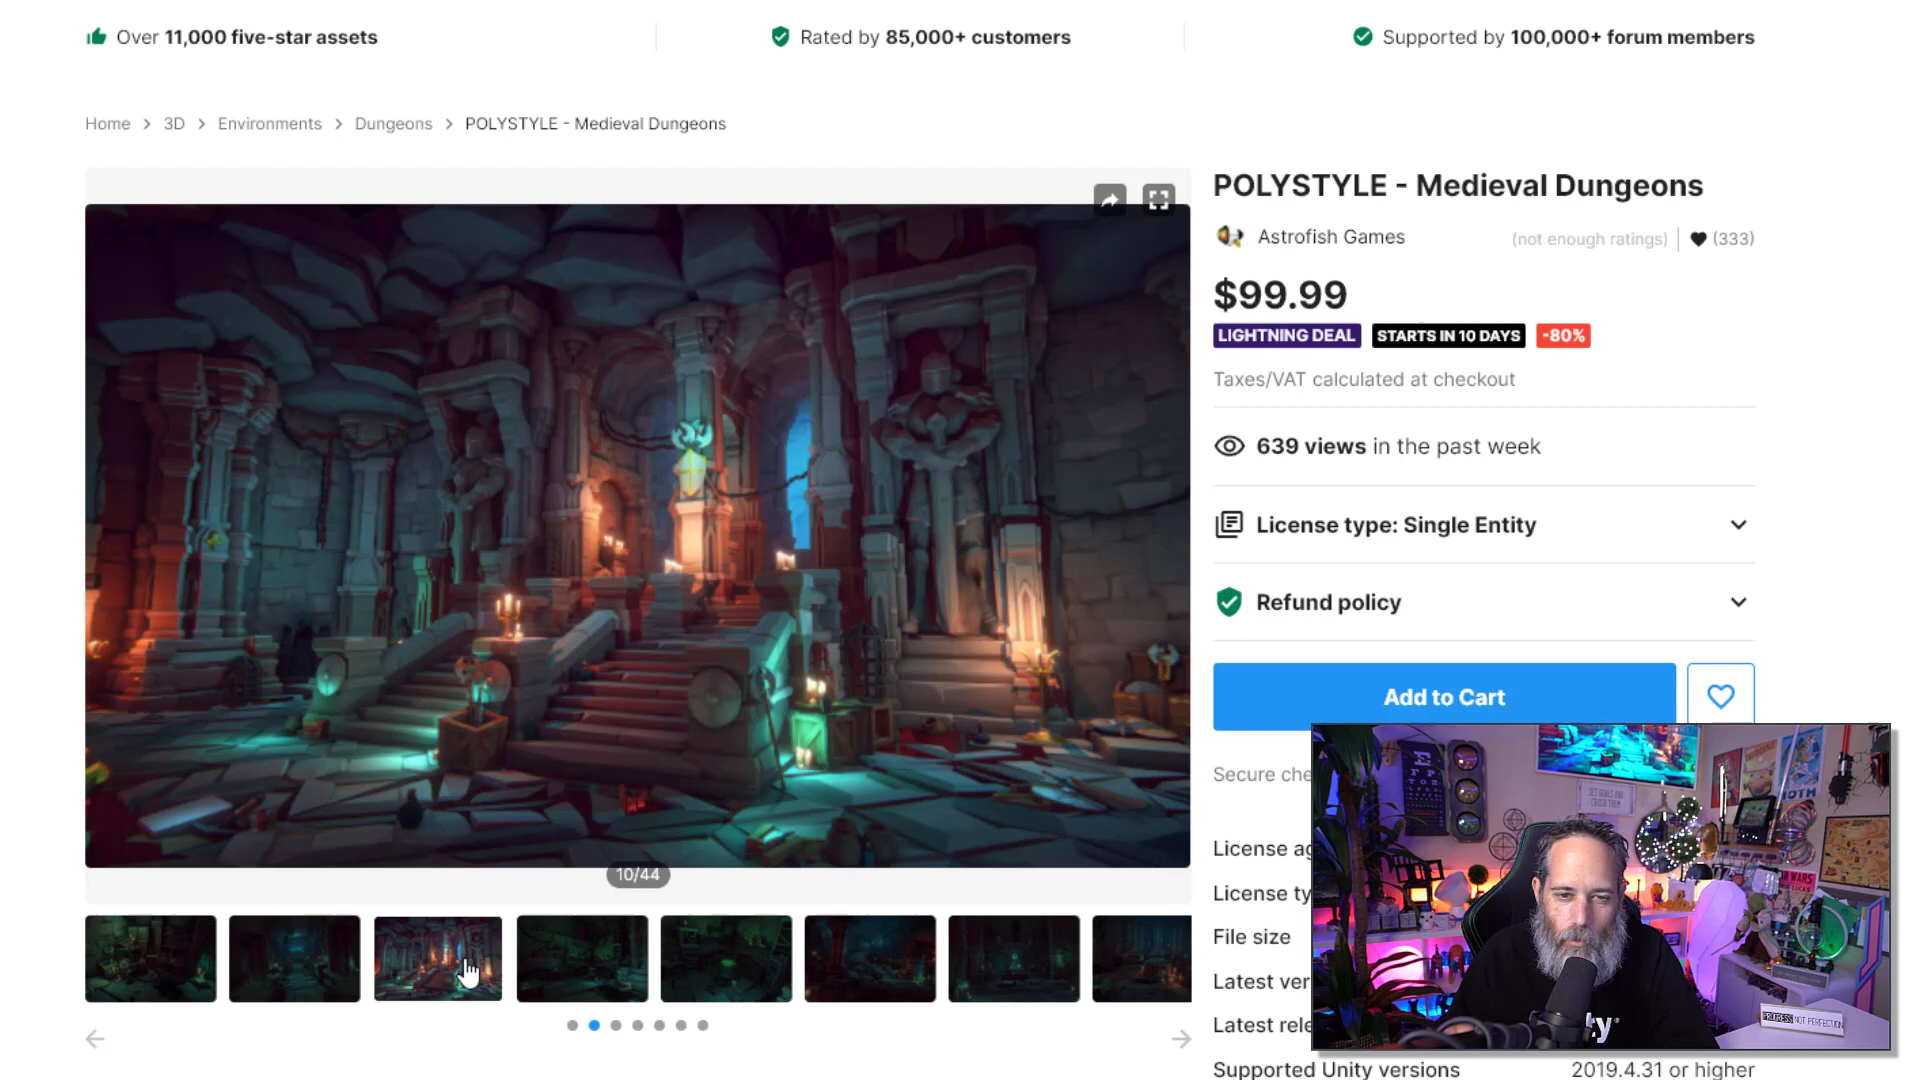 Over 11,000 five-star assets
Rated by 85,000+ customers
Supported by 100,000+ forum members
Home > 3D > Environments > Dungeons > POLYSTYLE - Medieval Dungeons
POLYSTYLE - Medieval Dungeons
Astrofish Games
(not enough ratings)
(333)
$99.99
LIGHTNING DEAL
STARTS IN 10 DAYS
-80%
Taxes/VAT calculated at checkout
639 views in the past week
License type: Single Entity
Refund policy
Add to Cart
10/44
Secure che
License ag
License ty
File size
Latest ver
Latest rele
Supported Unity versions
2019.4.31 or higher
PROGRESS NOT PERFECTION